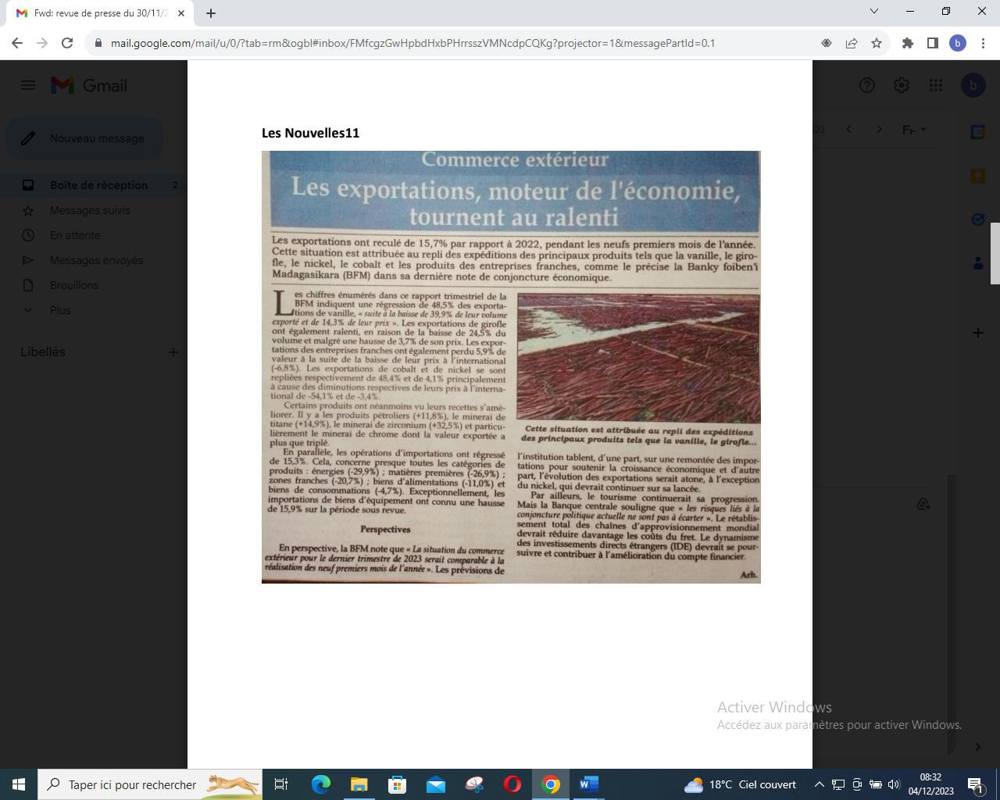 Fwd: revue de presse du 30/11/2
mail.google.com/mail/u/0/?tab=rm&ogbl#inbox/FMfcgzGwHpbdHxbPHrrsszVMNcdpCQKg?projector=1&messagePartId=0.1
b
Gmail
b
Nouveau message
Boîte de réception 2
Messages suivis
En attente
Messages envoyés
Brouillons
Plus
Libellés
Fr
Les Nouvelles11
Commerce extérieur
Les exportations, moteur de l'économie,
tournent au ralenti
Les exportations ont reculé de 15,7% par rapport à 2022, pendant les neufs premiers mois de l'année.
Cette situation est attribuée au repli des expéditions des principaux produits tels que la vanille, le giro-
fle, le nickel, le cobalt et les produits des entreprises franches, comme le précise la Banky foiben'i
Madagasikara (BFM) dans sa dernière note de conjoncture économique.
Les chiffres énumérés dans ce rapport trimestriel de la
BFM indiquent une régression de 48,5% des exporta-
tions de vanille, « suite à la baisse de 39,9% de leur volume
exporté et de 14,3% de leur prix ». Les exportations de girofle
ont également ralenti, en raison de la baisse de 24,5% du
volume et malgré une hausse de 3,7% de son prix. Les expor-
tations des entreprises franches ont également perdu 5,9% de
valeur à la suite de la baisse de leur prix à l'international
(-6,8%). Les exportations de cobalt et de nickel se sont
repliées respectivement de 48,4% et de 4,1% principalement
à cause des diminutions respectives de leurs prix à l'interna-
tional de -54,1% et de -3,4%.
Certains produits ont néanmoins vu leurs recettes s'amé-
liorer. Il y a les produits pétroliers (+11,8%), le minerai de
titane (+14,9%), le minerai de zirconium (+32,5%) et particu-
lièrement le minerai de chrome dont la valeur exportée a
plus que triplé.
En parallèle, les opérations d'importations ont régressé
de 15,3%. Cela, concerne presque toutes les catégories de
produits : énergies (-29,9%) ; matières premières (-26,9%) ;
zones franches (-20,7%) ; biens d'alimentations (-11,0%) et
biens de consommations (-4,7%). Exceptionnellement, les
importations de biens d'équipement ont connu une hausse
de 15,9% sur la période sous revue.
Perspectives
En perspective, la BFM note que « La situation du commerce
extérieur pour le dernier trimestre de 2023 serait comparable à la
réalisation des neuf premiers mois de l'année ». Les prévisions de
Cette situation est attribuée au repli des expéditions
des principaux produits tels que la vanille, le girofle...
l'institution tablent, d'une part, sur une remontée des impor-
tations pour soutenir la croissance économique et d'autre
part, l'évolution des exportations serait atone, à l'exception
du nickel, qui devrait continuer sur sa lancée.
Par ailleurs, le tourisme continuerait sa progression.
Mais la Banque centrale souligne que « les risques liés à la
conjoncture politique actuelle ne sont pas à écarter ». Le rétablis-
sement total des chaînes d'approvisionnement mondial
devrait réduire davantage les coûts du fret. Le dynamisme
des investissements directs étrangers (IDE) devrait se pour-
suivre et contribuer à l'amélioration du compte financier.
Arh.
Activer Windows
Accédez aux paramètres pour activer Windows.
Taper ici pour rechercher
18°C Ciel couvert
08:32
04/12/2023
1